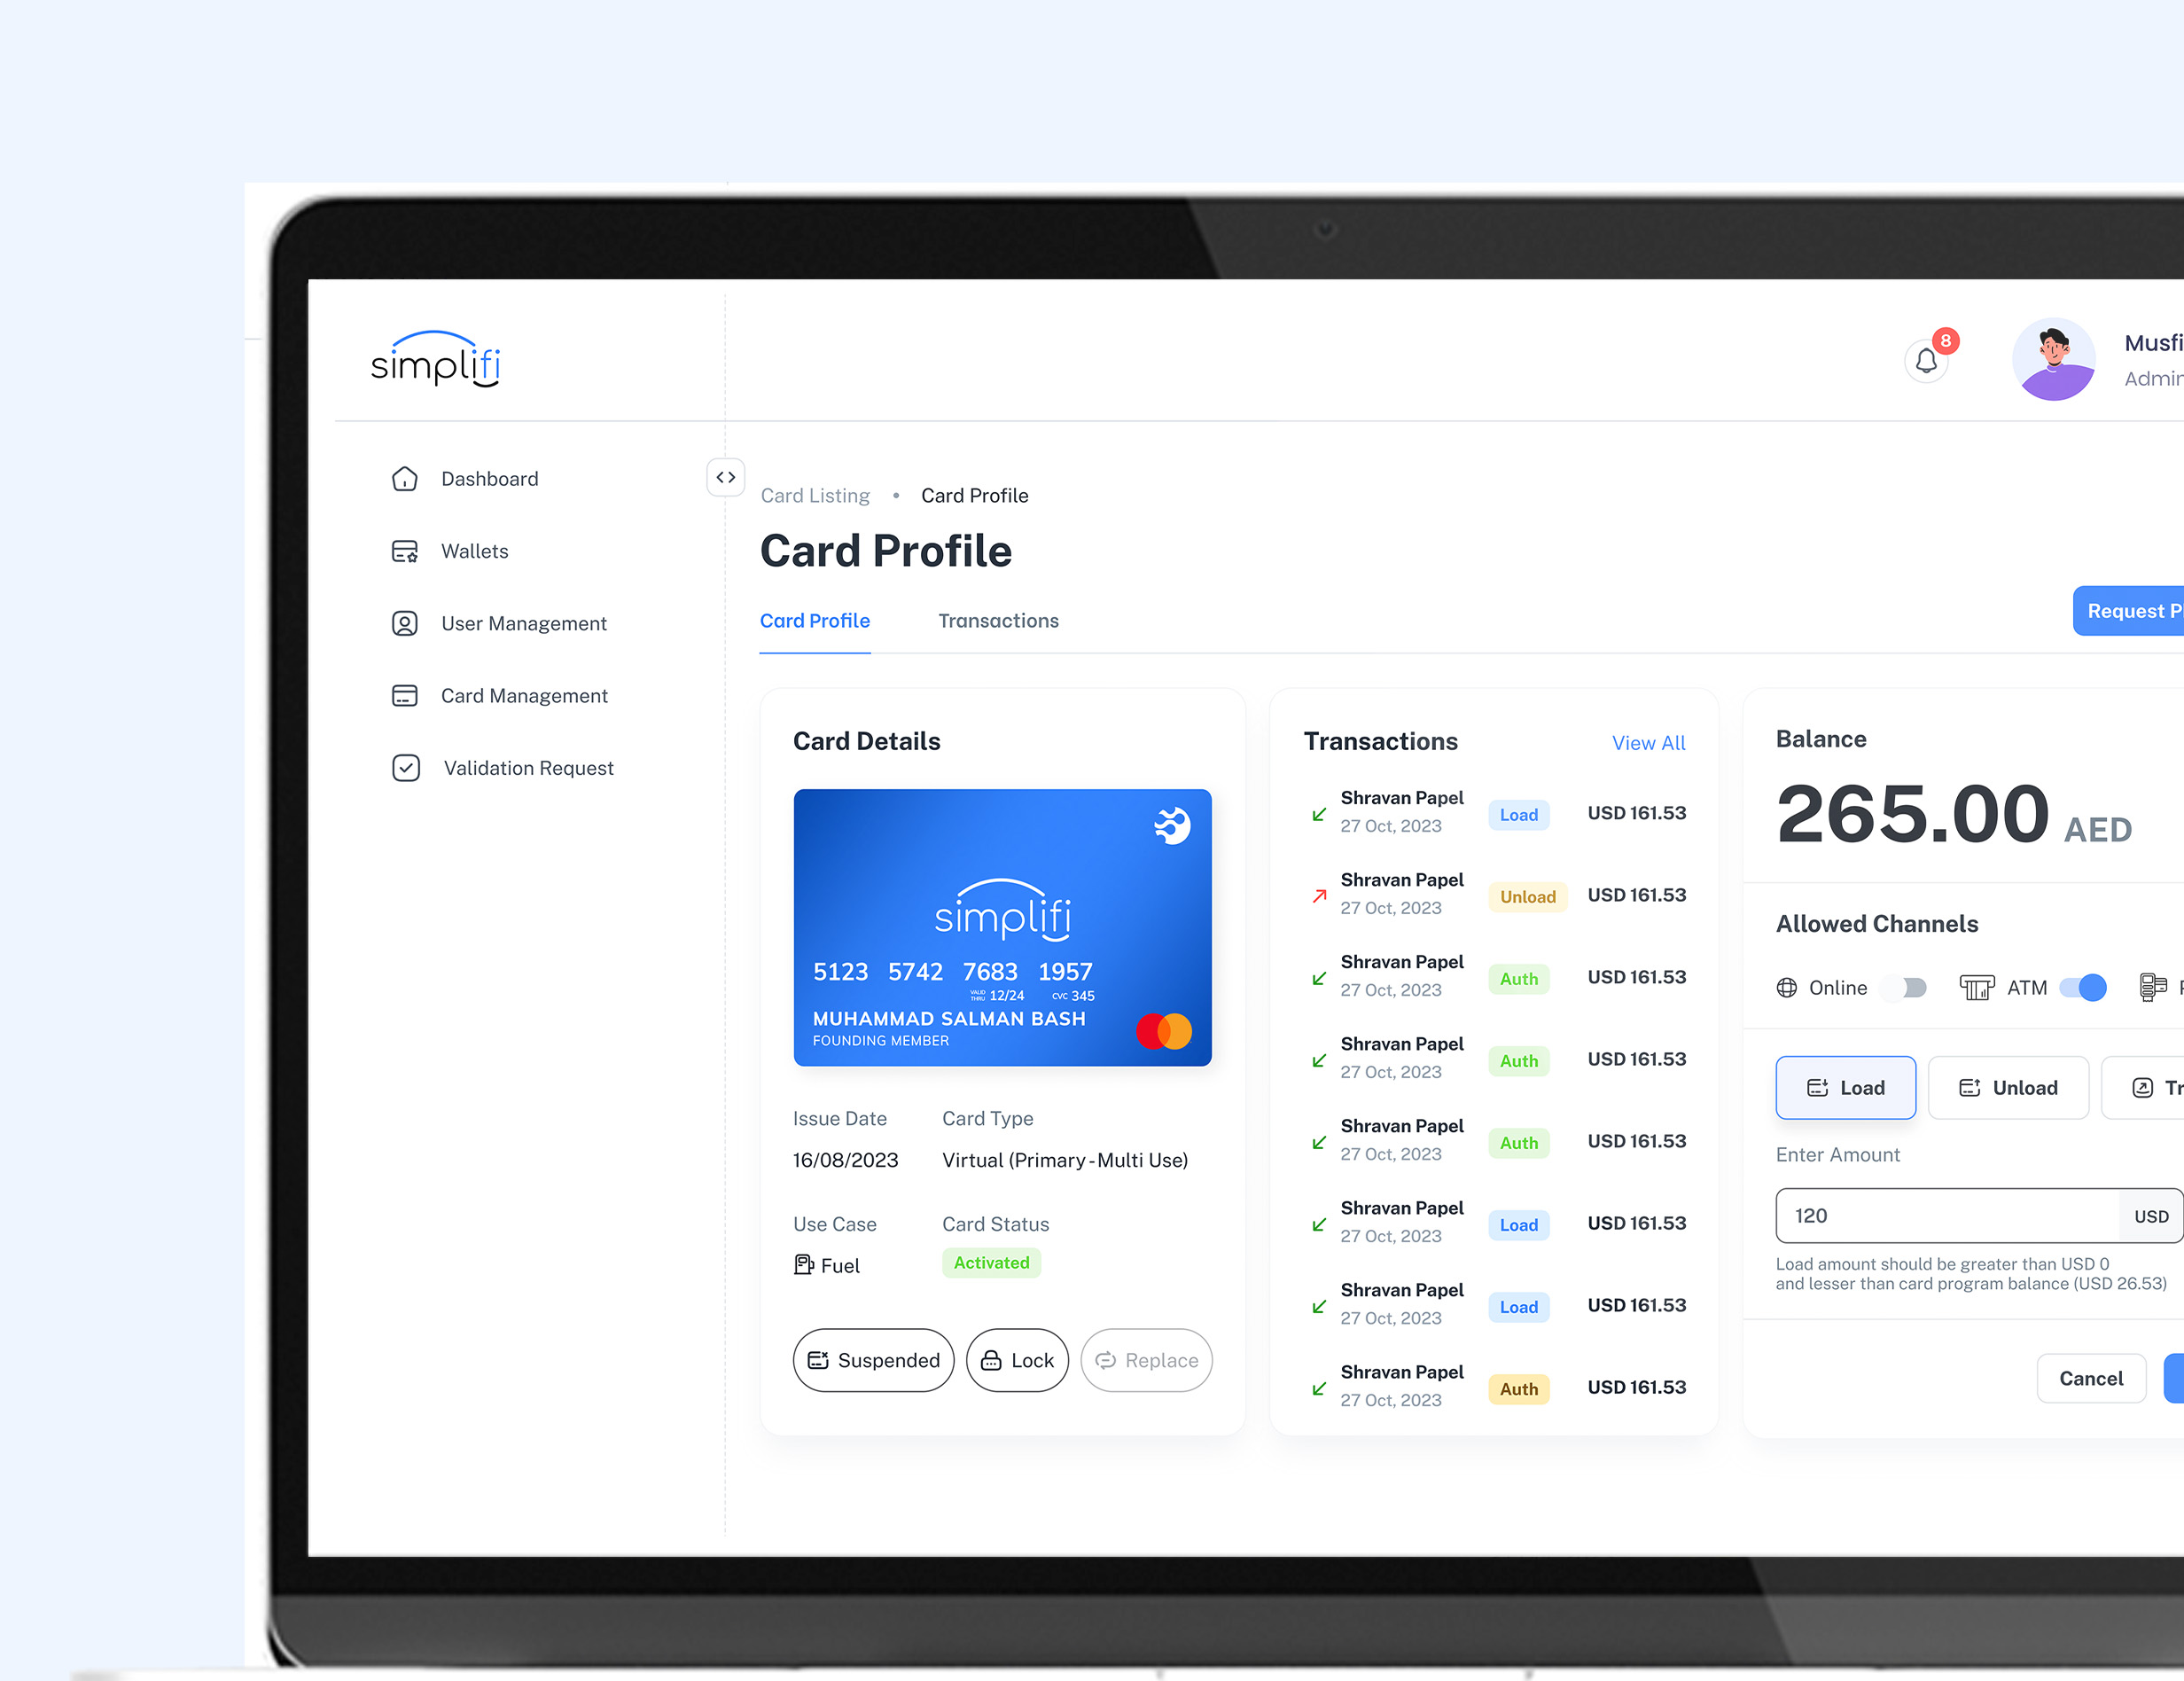 simplifi
8
Musfi
Admin
Dashboard
Wallets
User Management
Card Management
Validation Request
Card Listing • Card Profile
Card Profile
Card Profile Transactions
Request P
Card Details
simplifi
5123 5742 7683 1957
VALID THRU 12/24 CVC 345
MUHAMMAD SALMAN BASH
FOUNDING MEMBER
Issue Date Card Type
16/08/2023 Virtual (Primary - Multi Use)
Use Case Card Status
Fuel Activated
Suspended Lock Replace
Transactions View All
Shravan Papel Load USD 161.53
27 Oct, 2023
Shravan Papel Unload USD 161.53
27 Oct, 2023
Shravan Papel Auth USD 161.53
27 Oct, 2023
Shravan Papel Auth USD 161.53
27 Oct, 2023
Shravan Papel Auth USD 161.53
27 Oct, 2023
Shravan Papel Load USD 161.53
27 Oct, 2023
Shravan Papel Load USD 161.53
27 Oct, 2023
Shravan Papel Auth USD 161.53
27 Oct, 2023
Balance
265.00 AED
Allowed Channels
Online ATM
Load Unload Tr
Enter Amount
120 USD
Load amount should be greater than USD 0
and lesser than card program balance (USD 26.53)
Cancel